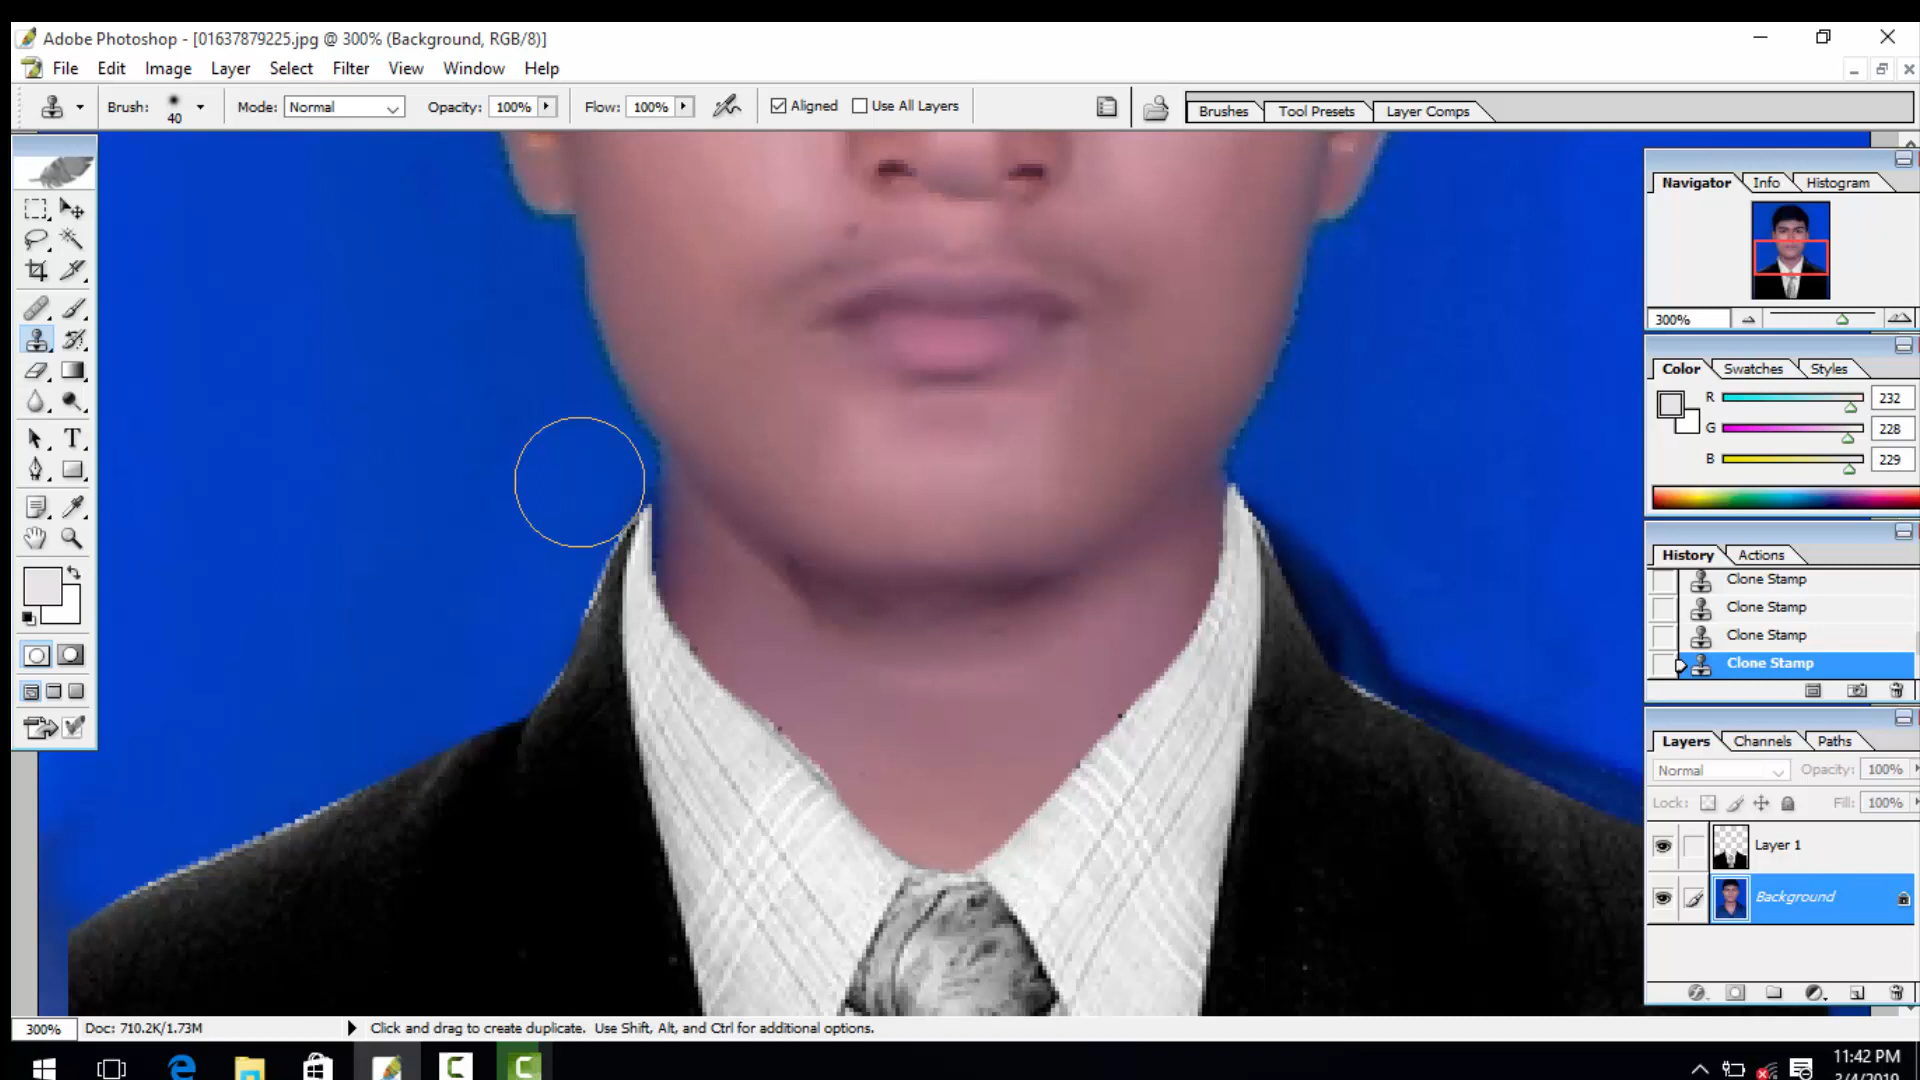 Adobe Photoshop - [01637879225.jpg @ 300% (Background, RGB/8)]
File Edit Image Layer Select Filter View Window Help
Brush: 40 Mode: Normal Opacity: 100% Flow: 100% Aligned Use All Layers Brushes Tool Presets Layer Comps
Navigator Info Histogram
300%
Color Swatches Styles
R 232
G 228
B 229
History Actions
Clone Stamp
Clone Stamp
Clone Stamp
Clone Stamp
Layers Channels Paths
Normal Opacity: 100%
Lock: Fill: 100%
Layer 1
Background
300% Doc: 710.2K/1.73M Click and drag to create duplicate. Use Shift, Alt, and Ctrl for additional options.
11:42 PM